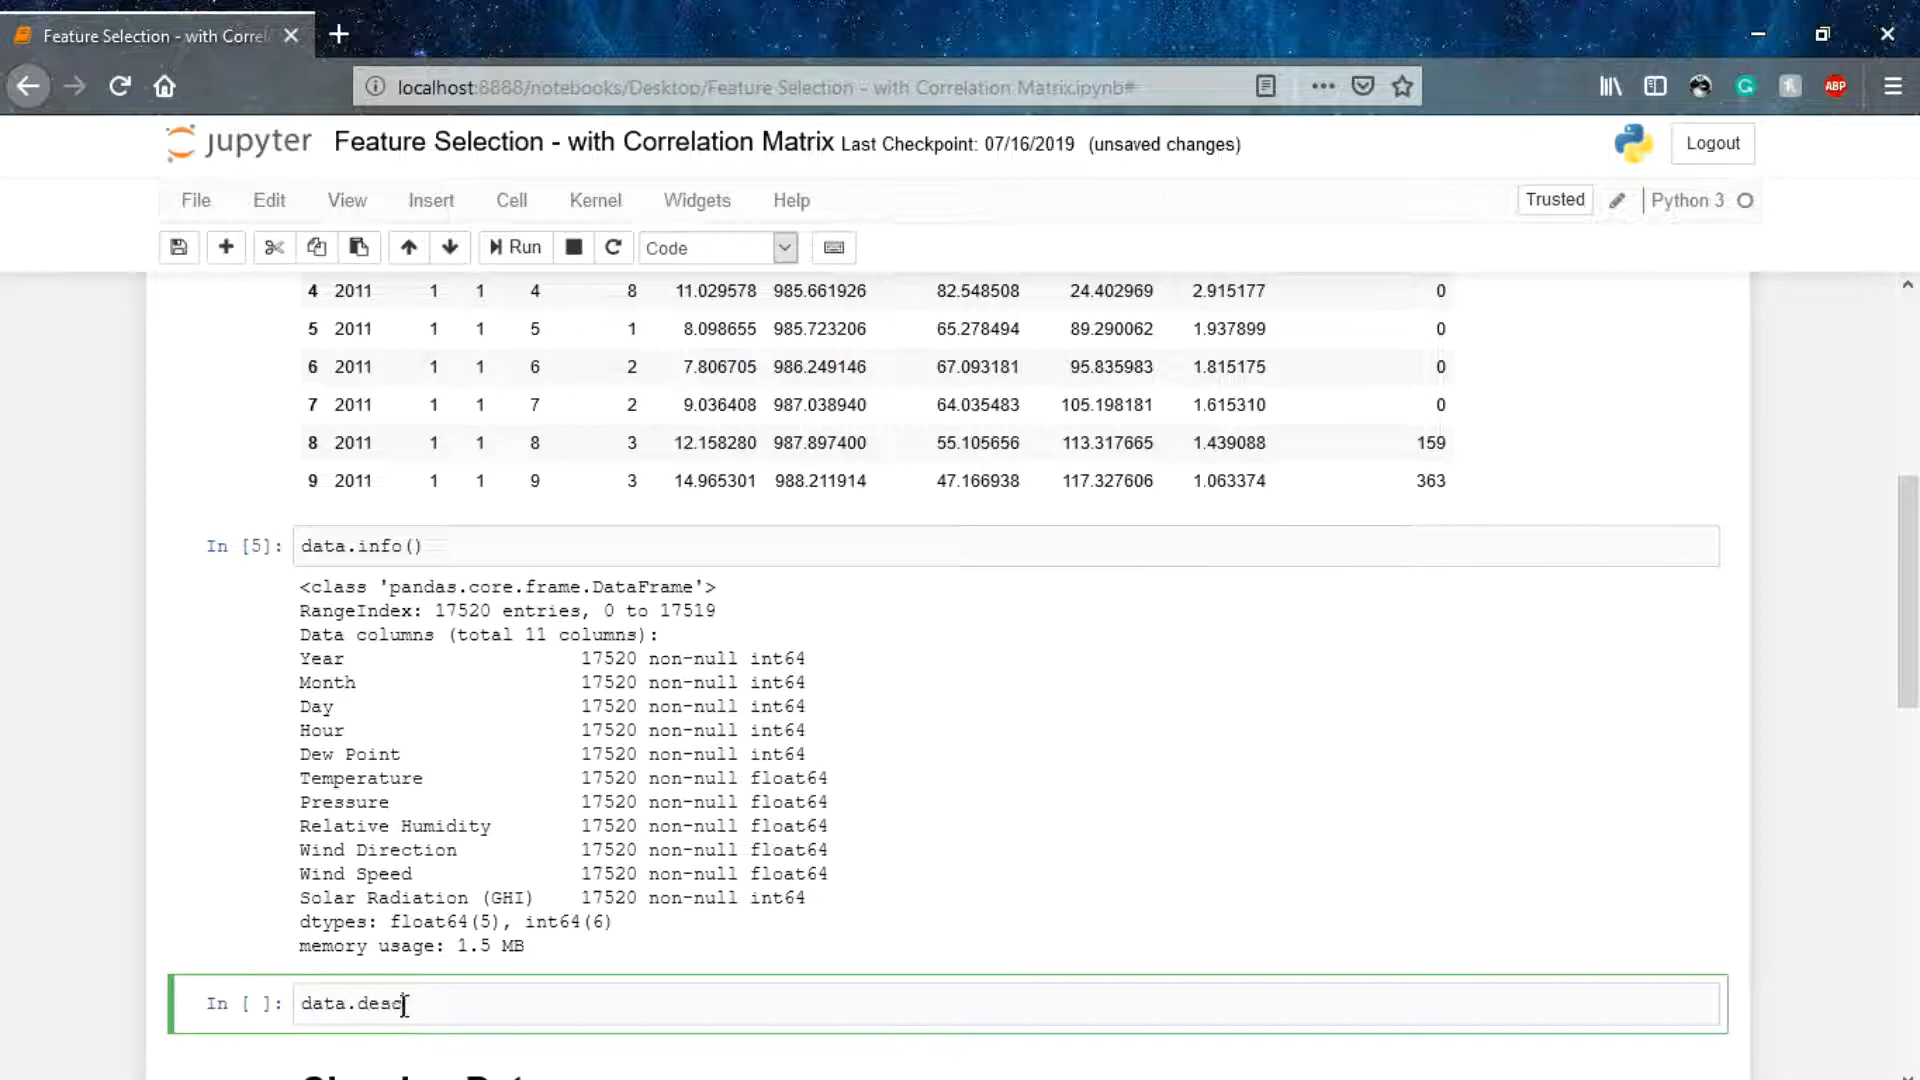 Feature Selection - with Correl
localhost:8888/notebooks/Desktop/Feature Selection - with Correlation Matrix.ipynb#
ABP
jupyter Feature Selection - with Correlation Matrix Last Checkpoint: 07/16/2019 (unsaved changes)
Logout
File Edit View Insert Cell Kernel Widgets Help Trusted Python 3
Run Code
4 2011 1 1 4 8 11.029578 985.661926 82.548508 24.402969 2.915177 0
5 2011 1 1 5 1 8.098655 985.723206 65.278494 89.290062 1.937899 0
6 2011 1 1 6 2 7.806705 986.249146 67.093181 95.835983 1.815175 0
7 2011 1 1 7 2 9.036408 987.038940 64.035483 105.198181 1.615310 0
8 2011 1 1 8 3 12.158280 987.897400 55.105656 113.317665 1.439088 159
9 2011 1 1 9 3 14.965301 988.211914 47.166938 117.327606 1.063374 363
In [5]: data.info()
<class 'pandas.core.frame.DataFrame'>
RangeIndex: 17520 entries, 0 to 17519
Data columns (total 11 columns):
Year 17520 non-null int64
Month 17520 non-null int64
Day 17520 non-null int64
Hour 17520 non-null int64
Dew Point 17520 non-null int64
Temperature 17520 non-null float64
Pressure 17520 non-null float64
Relative Humidity 17520 non-null float64
Wind Direction 17520 non-null float64
Wind Speed 17520 non-null float64
Solar Radiation (GHI) 17520 non-null int64
dtypes: float64(5), int64(6)
memory usage: 1.5 MB
In [ ]: data.desc